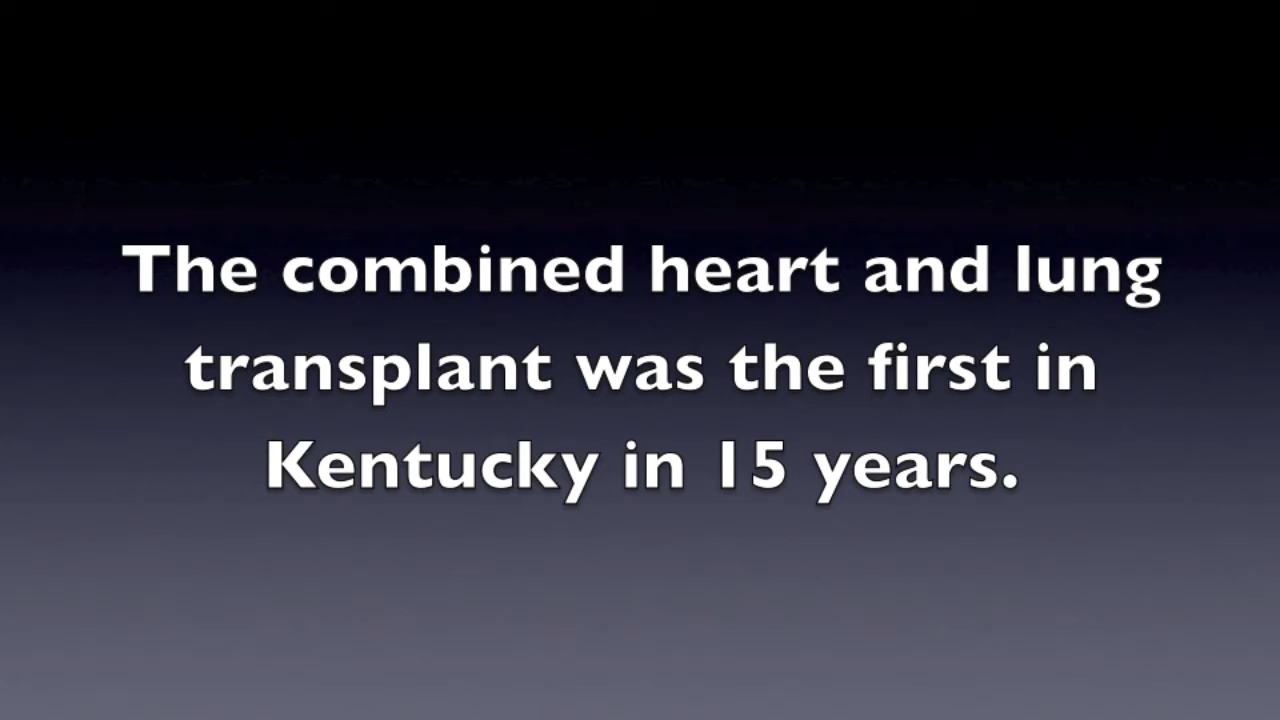 The combined heart and lung
transplant was the first in
Kentucky in 15 years.